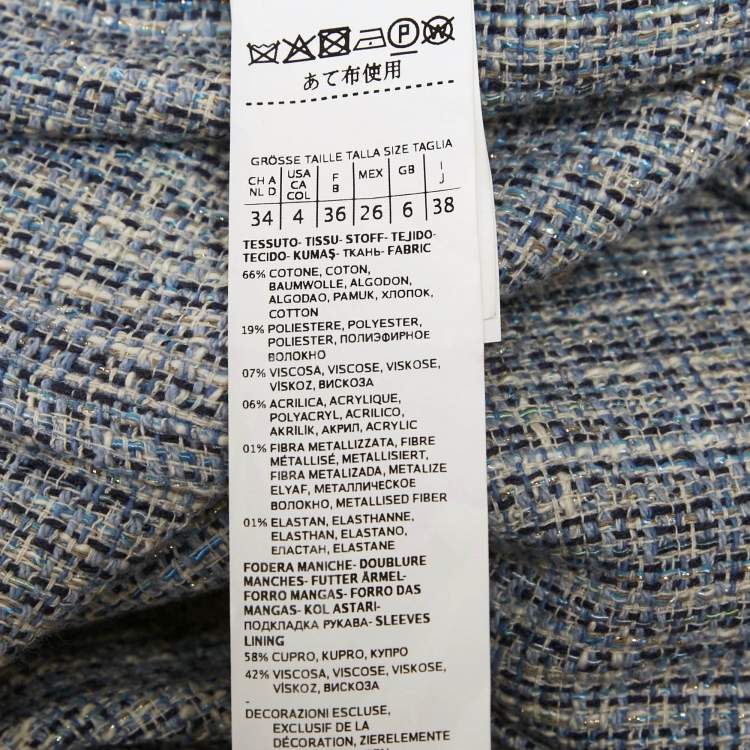 P W
あて布使用
GRÖSSE TAILLE TALLA SIZE TAGLIA
CH A NL D USA CA COL F B MEX GB I J
34 4 36 26 6 38
TESSUTO- TISSU- STOFF- TEJIDO-
TECIDO- KUMAŞ- ТКАНЬ- FABRIC
66% COTONE, COTON,
BAUMWOLLE, ALGODON,
ALGODAO, PAMUK, ХЛОПОК,
COTTON
19% POLIESTERE, POLYESTER,
POLIESTER, ПОЛИЭФИРНОЕ
ВОЛОКНО
07% VISCOSA, VISCOSE, VISKOSE,
VİSKOZ, ВИСКОЗА
06% ACRILICA, ACRYLIQUE,
POLYACRYL, ACRILICO,
AKRİLİK, АКРИЛ, ACRYLIC
01% FIBRA METALLIZZATA, FIBRE
MÉTALLISÉ, METALLISIERT,
FIBRA METALIZADA, METALIZE
ELYAF, МЕТАЛЛИЧЕСКОЕ
ВОЛОКНО, METALLISED FIBER
01% ELASTAN, ELASTHANNE,
ELASTHAN, ELASTANO,
ЕЛАСТАН, ELASTANE
FODERA MANICHE- DOUBLURE
MANCHES- FUTTER ÄRMEL-
FORRO MANGAS- FORRO DAS
MANGAS- KOL ASTARI-
ПОДКЛАДКА РУКАВА- SLEEVES
LINING
58% CUPRO, KUPRO, КУПРО
42% VISCOSA, VISCOSE, VISKOSE,
VİSKOZ, ВИСКОЗА
-
DECORAZIONI ESCLUSE,
EXCLUSIF DE LA
DÉCORATION, ZIERELEMENTE